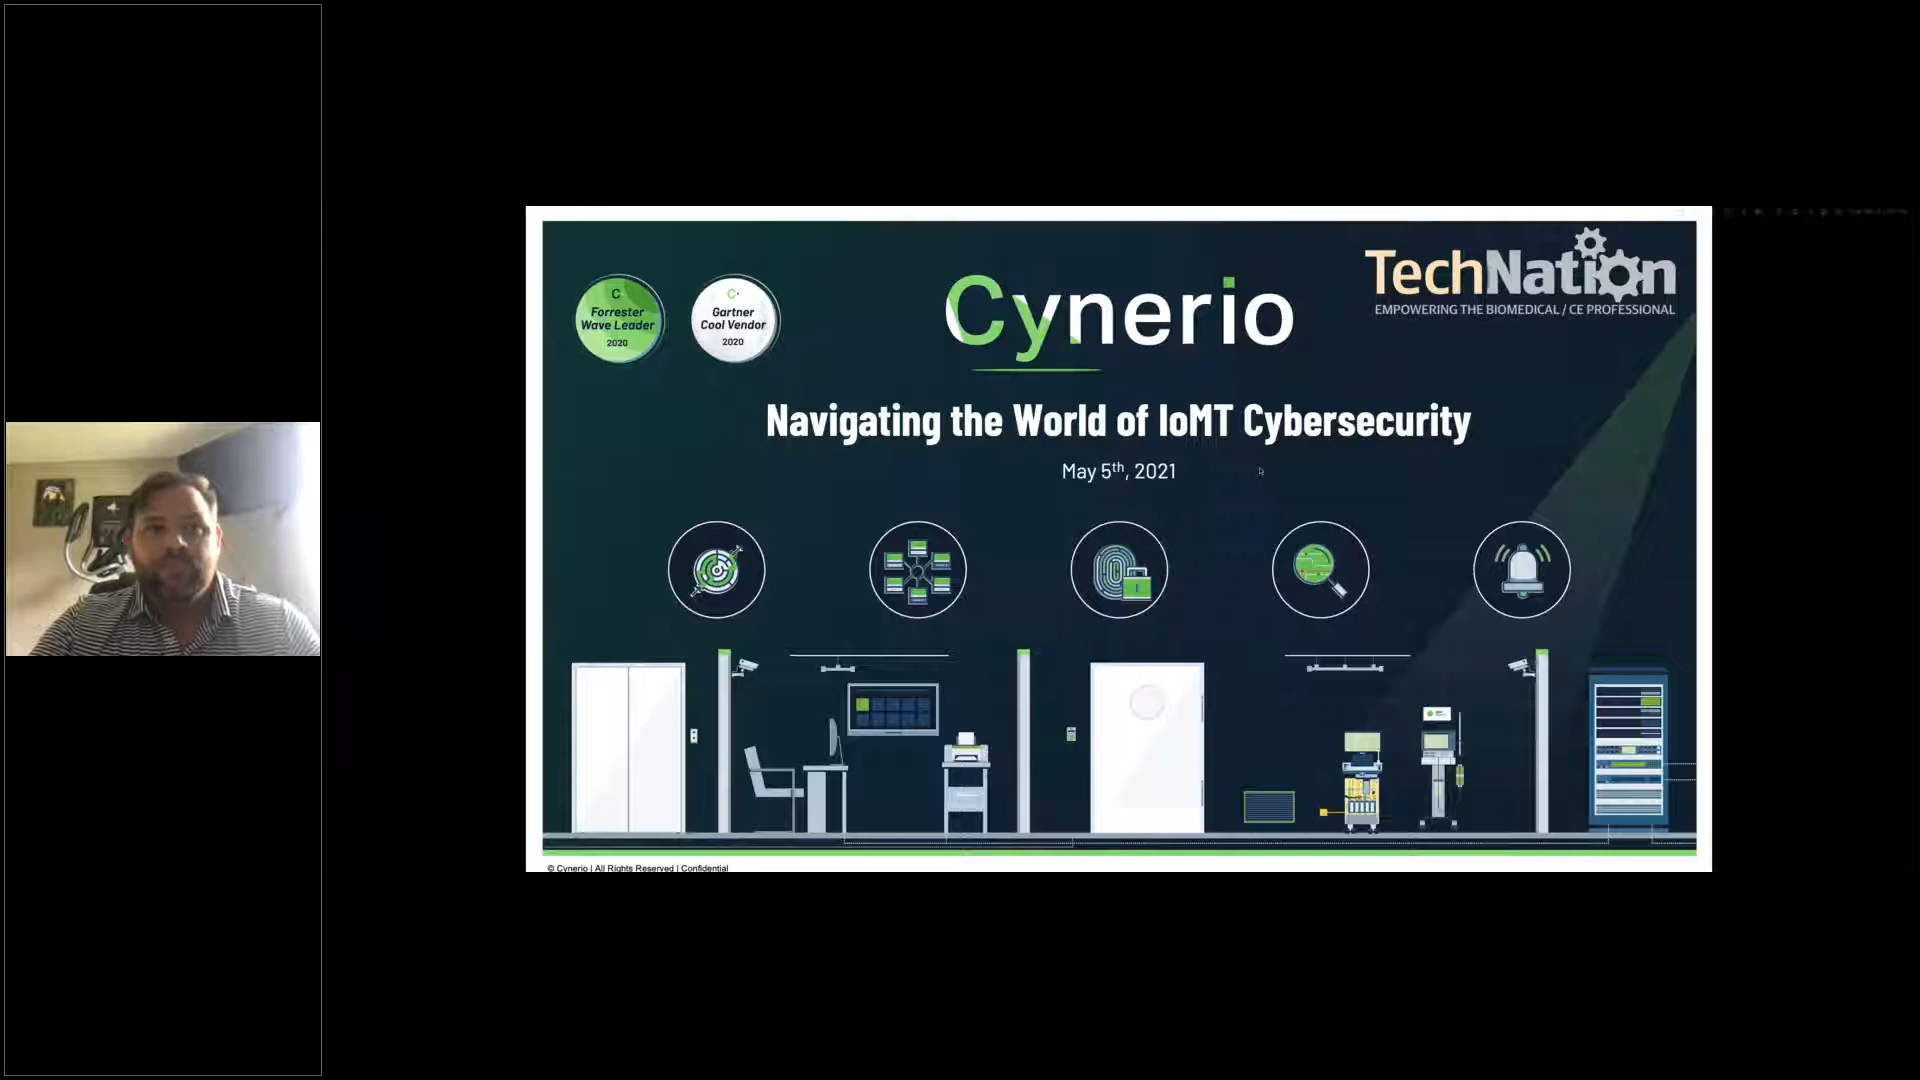 C
Forrester
Wave Leader
2020
C
Gartner
Cool Vendor
2020
Cynerio
TechNation
EMPOWERING THE BIOMEDICAL / CE PROFESSIONAL
Navigating the World of IoMT Cybersecurity
May 5th, 2021
© Cynerio | All Rights Reserved | Confidential